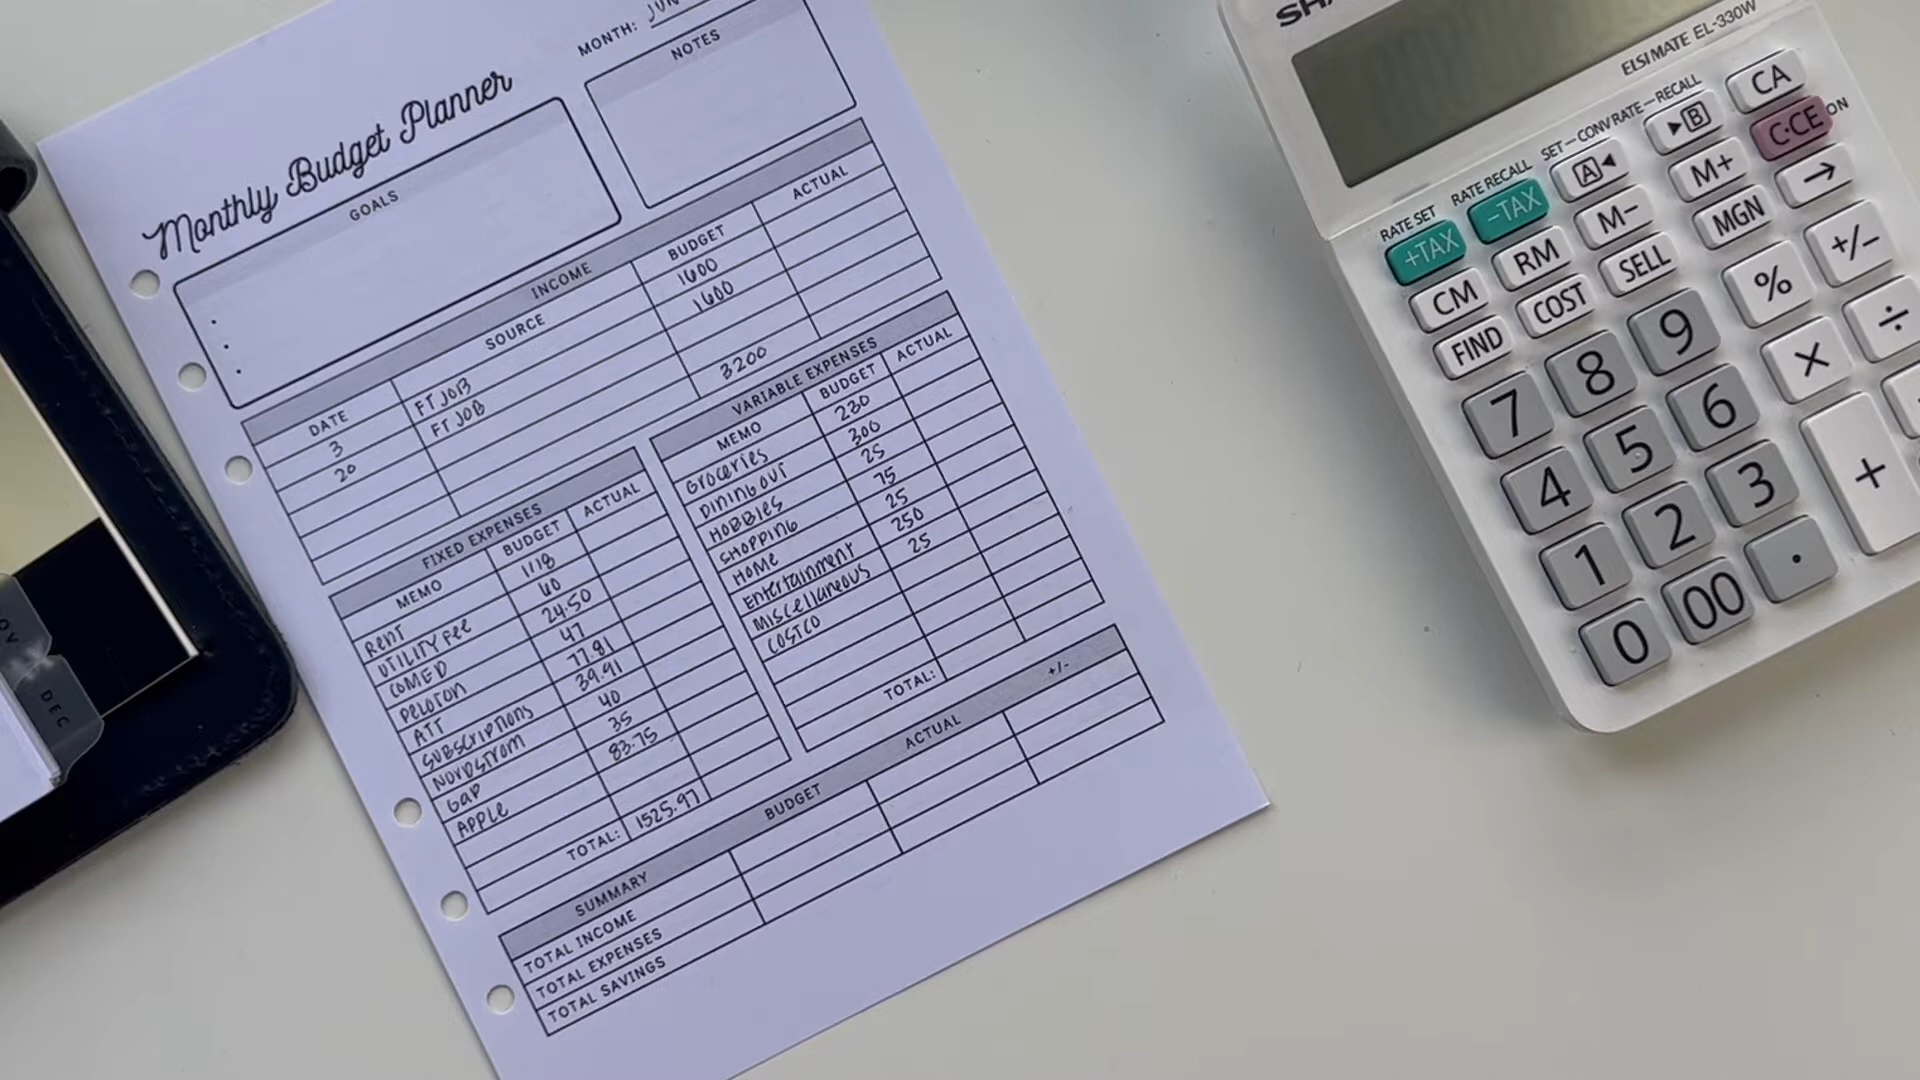 MONTH:
Monthly Budget Planner
NOTES
GOALS
INCOME
DATE SOURCE BUDGET ACTUAL
3 FT JOB 1600
20 FT JOB 1600
3200
FIXED EXPENSES
MEMO BUDGET ACTUAL
RENT 1118
UTILITY FEE 60
COMED 24.50
PELOTON 47
ATT 77.81
SUBSCRIPTIONS 39.91
NORDSTROM 40
GAP 35
APPLE 83.75
TOTAL: 1525.97
VARIABLE EXPENSES
MEMO BUDGET ACTUAL
GROCERIES 230
DINING OUT 300
HOBBIES 25
SHOPPING 75
HOME 25
ENTERTAINMENT 250
MISCELLANEOUS 25
COSTCO
TOTAL:
SUMMARY BUDGET ACTUAL +/-
TOTAL INCOME
TOTAL EXPENSES
TOTAL SAVINGS
DEC
ELSI MATE EL-330W
RATE SET RATE RECALL SET—CONV RATE—RECALL
+TAX -TAX A◀ ▶B CA
CM RM M- M+ C·CE ON
FIND COST SELL MGN →
7 8 9 % +/-
4 5 6 × ÷
1 2 3 +
0 00 .